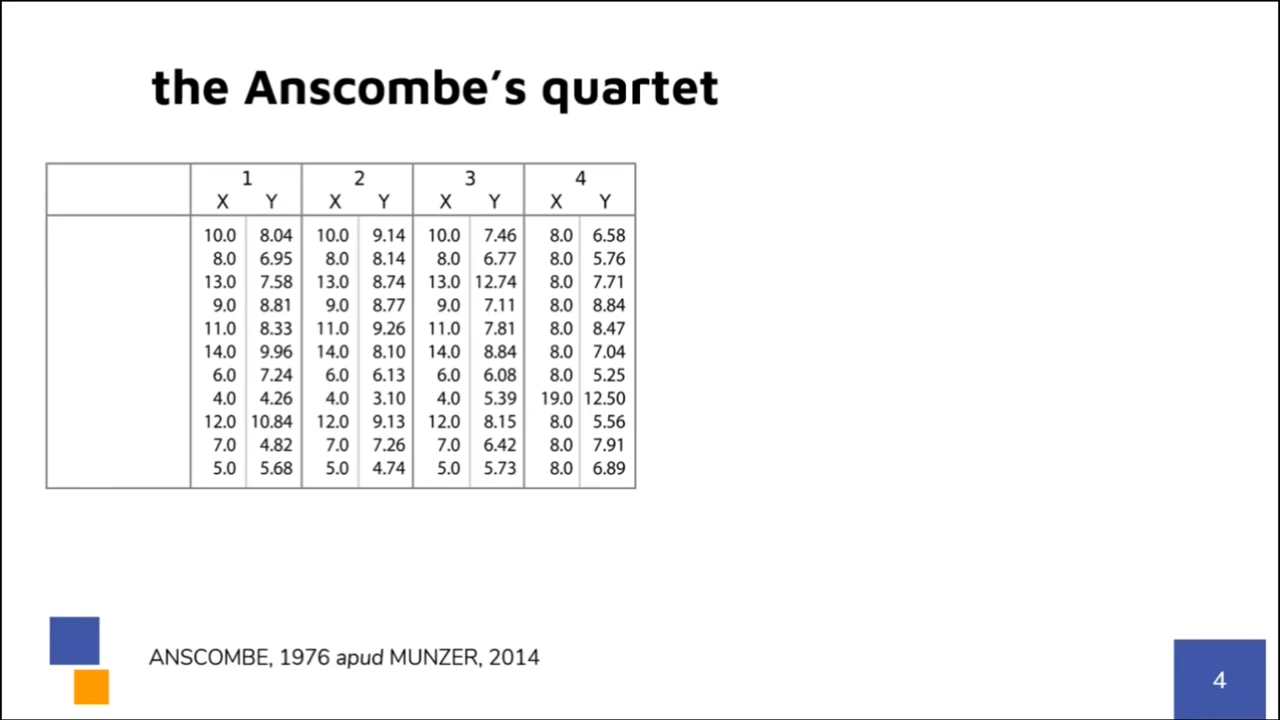 the Anscombe’s quartet
1 2 3 4
X Y X Y X Y X Y
10.0 8.04 10.0 9.14 10.0 7.46 8.0 6.58
8.0 6.95 8.0 8.14 8.0 6.77 8.0 5.76
13.0 7.58 13.0 8.74 13.0 12.74 8.0 7.71
9.0 8.81 9.0 8.77 9.0 7.11 8.0 8.84
11.0 8.33 11.0 9.26 11.0 7.81 8.0 8.47
14.0 9.96 14.0 8.10 14.0 8.84 8.0 7.04
6.0 7.24 6.0 6.13 6.0 6.08 8.0 5.25
4.0 4.26 4.0 3.10 4.0 5.39 19.0 12.50
12.0 10.84 12.0 9.13 12.0 8.15 8.0 5.56
7.0 4.82 7.0 7.26 7.0 6.42 8.0 7.91
5.0 5.68 5.0 4.74 5.0 5.73 8.0 6.89
ANSCOMBE, 1976 apud MUNZER, 2014
4